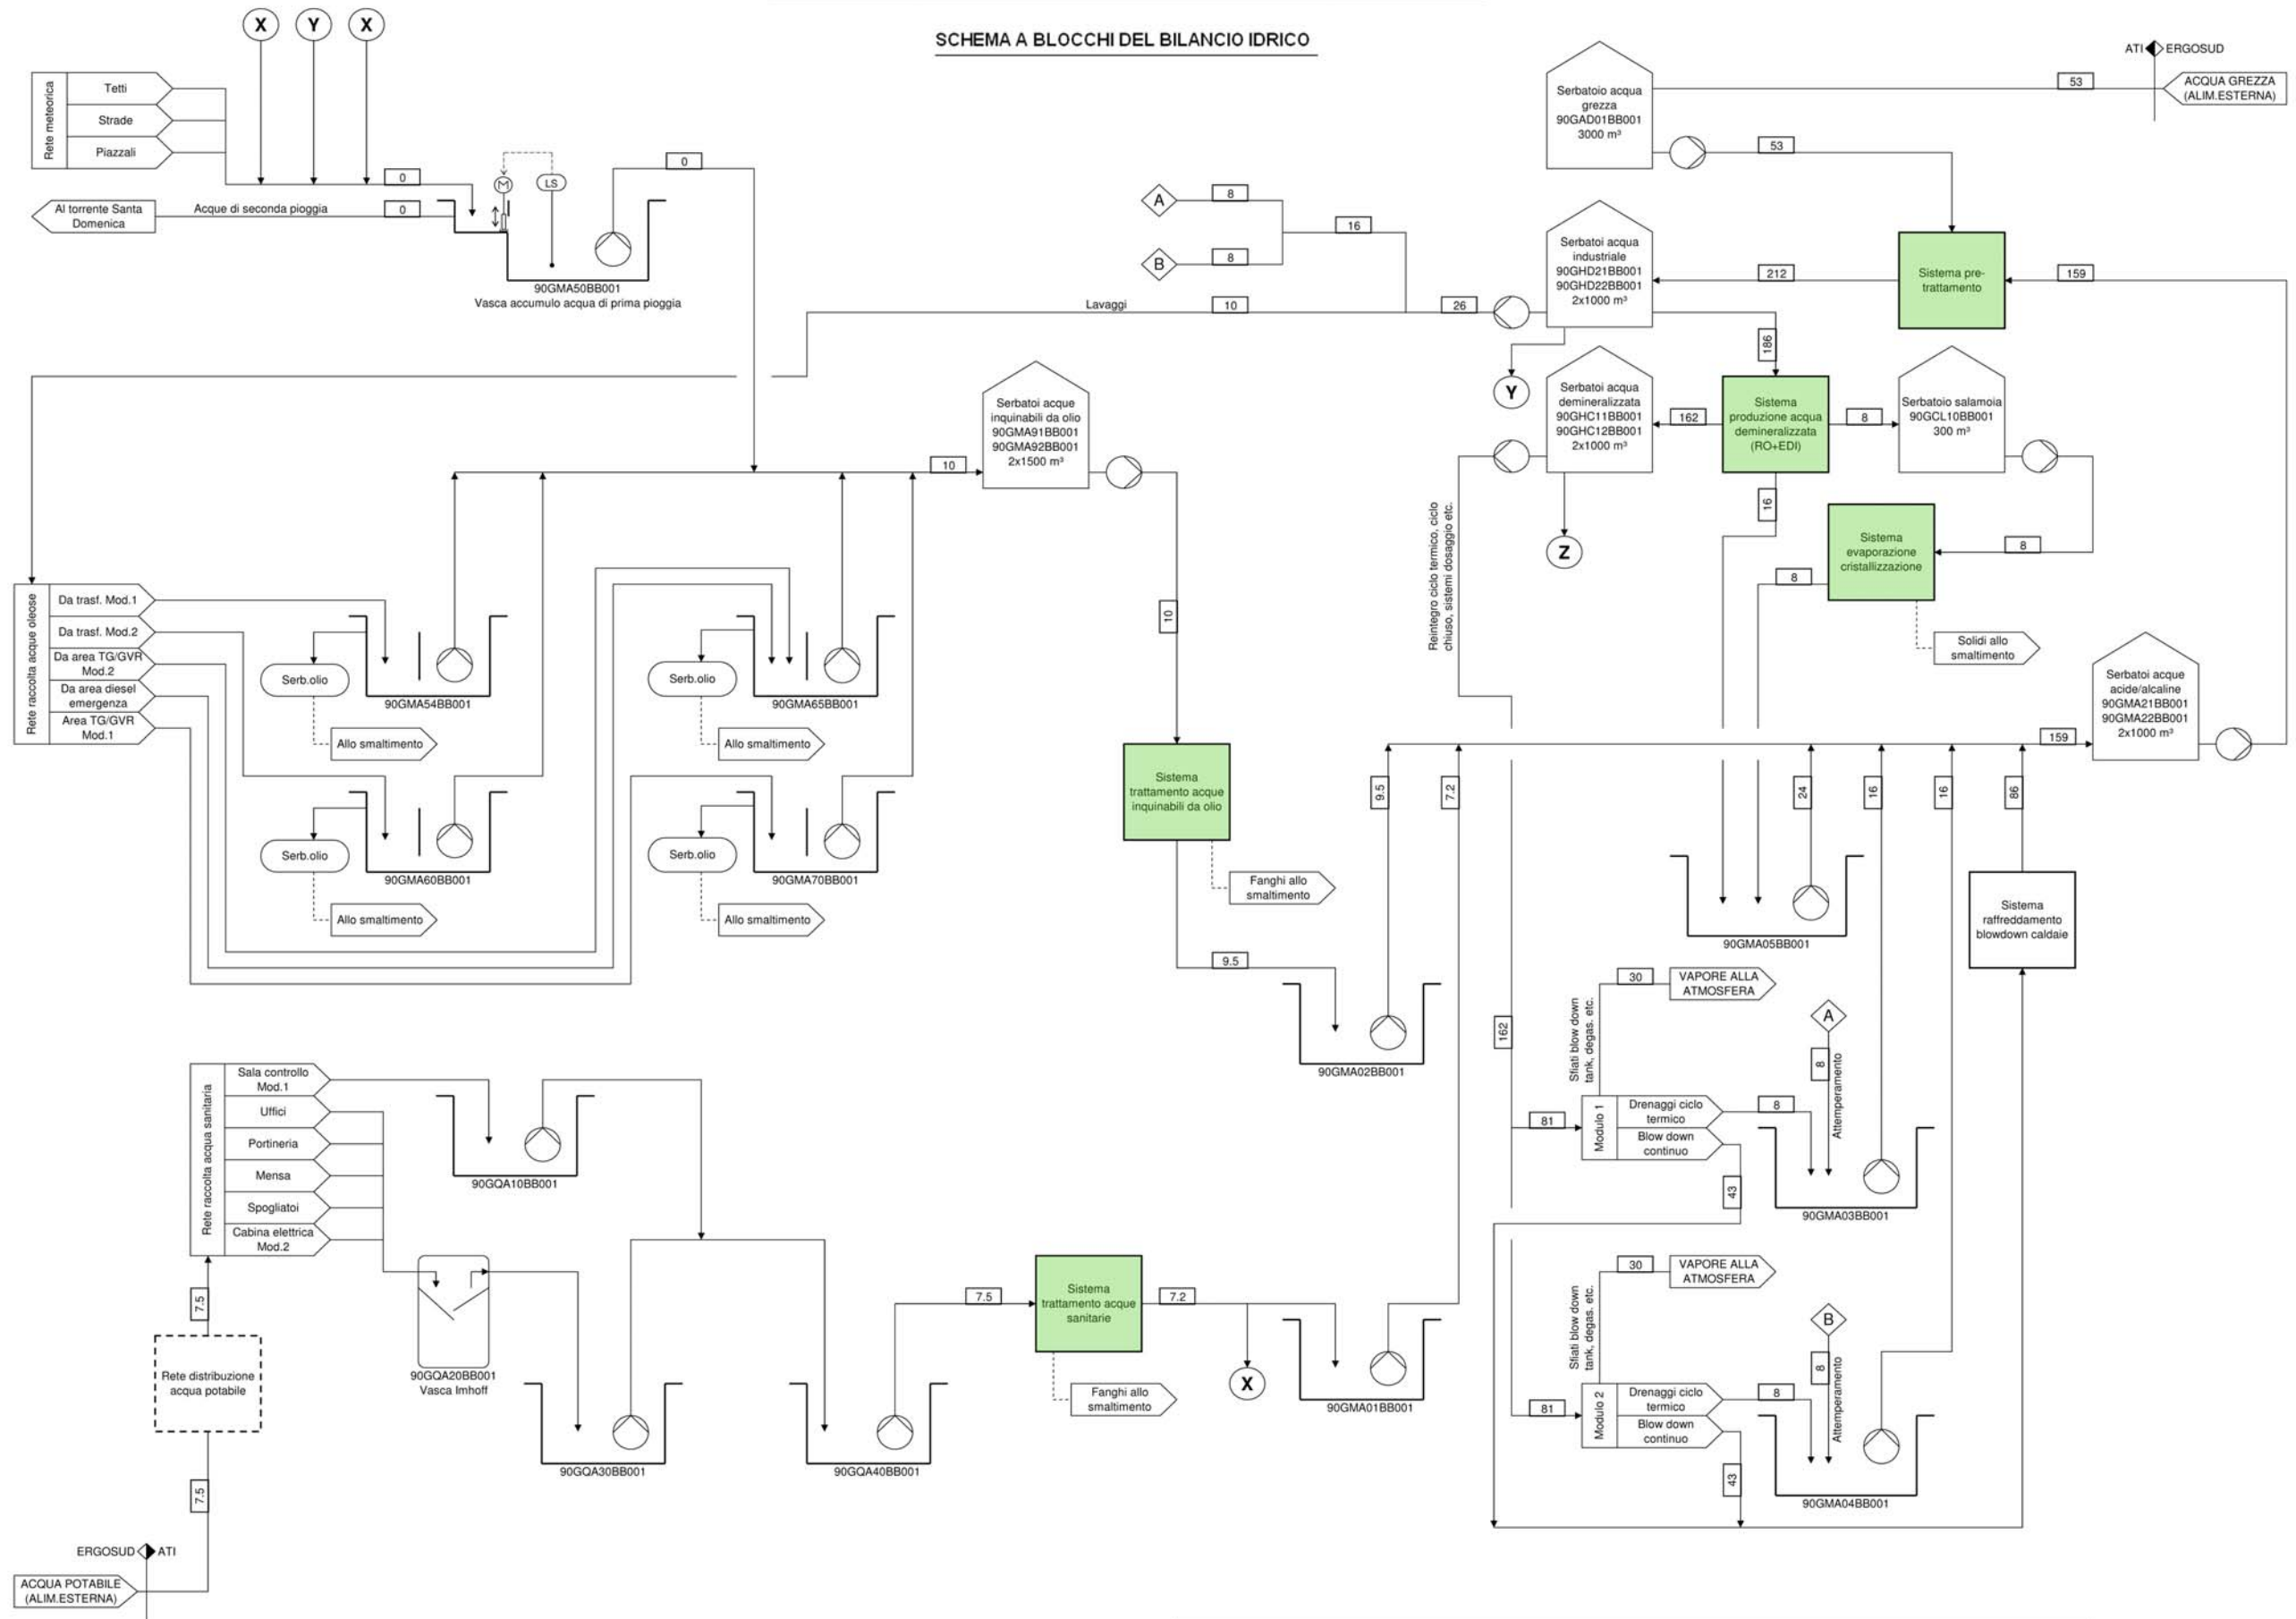 SCHEMA A BLOCCHI DEL BILANCIO IDRICO
X
Y
X
Rete meteorica
Tetti
Strade
Piazzali
0
Al torrente Santa
Domenica
Acque di seconda pioggia
0
M
LS
0
90GMA50BB001
Vasca accumulo acqua di prima pioggia
A
8
B
8
16
Lavaggi
10
26
Serbatoio acqua
grezza
90GAD01BB001
3000 m³
53
ATI
ERGOSUD
ACQUA GREZZA
(ALIM.ESTERNA)
53
Serbatoi acqua
industriale
90GHD21BB001
90GHD22BB001
2x1000 m³
212
Sistema pre-
trattamento
159
Y
186
Serbatoi acqua
demineralizzata
90GHC11BB001
90GHC12BB001
2x1000 m³
162
Sistema
produzione acqua
demineralizzata
(RO+EDI)
8
Serbatoio salamoia
90GCL10BB001
300 m³
Z
16
Sistema
evaporazione
cristallizzazione
8
8
Solidi allo
smaltimento
Reintegro ciclo termico, ciclo
chiuso, sistemi dosaggio etc.
Serbatoi acque
inquinabili da olio
90GMA91BB001
90GMA92BB001
2x1500 m³
10
10
Rete raccolta acque oleose
Da trasf. Mod.1
Da trasf. Mod.2
Da area TG/GVR
Mod.2
Da area diesel
emergenza
Area TG/GVR
Mod.1
Serb.olio
90GMA54BB001
Allo smaltimento
Serb.olio
90GMA65BB001
Allo smaltimento
Serb.olio
90GMA60BB001
Allo smaltimento
Serb.olio
90GMA70BB001
Allo smaltimento
Sistema
trattamento acque
inquinabili da olio
Fanghi allo
smaltimento
9.5
90GMA02BB001
9.5
7.2
24
16
16
86
159
Serbatoi acque
acide/alcaline
90GMA21BB001
90GMA22BB001
2x1000 m³
90GMA05BB001
Sistema
raffreddamento
blowdown caldaie
162
30
VAPORE ALLA
ATMOSFERA
Sfiati blow down
tank, degas. etc.
A
8
Attemperamento
81
Modulo 1
Drenaggi ciclo
termico
Blow down
continuo
8
43
90GMA03BB001
30
VAPORE ALLA
ATMOSFERA
Sfiati blow down
tank, degas. etc.
B
8
Attemperamento
81
Modulo 2
Drenaggi ciclo
termico
Blow down
continuo
8
43
90GMA04BB001
Rete raccolta acqua sanitaria
Sala controllo
Mod.1
Uffici
Portineria
Mensa
Spogliatoi
Cabina elettrica
Mod.2
90GQA10BB001
90GQA20BB001
Vasca Imhoff
90GQA30BB001
90GQA40BB001
7.5
Sistema
trattamento acque
sanitarie
7.2
Fanghi allo
smaltimento
X
90GMA01BB001
7.5
Rete distribuzione
acqua potabile
7.5
ERGOSUD
ATI
ACQUA POTABILE
(ALIM.ESTERNA)